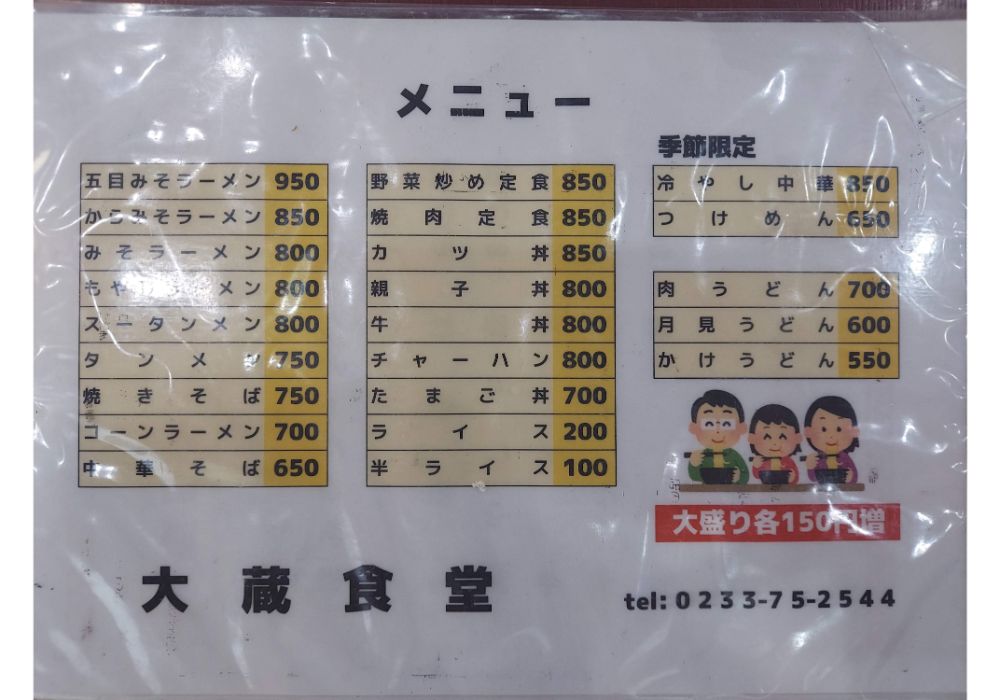 メニュー
五目みそラーメン 950
からみそラーメン 850
みそラーメン 800
もやしラーメン 800
スータンメン 800
タンメン 750
焼きそば 750
コーンラーメン 700
中華そば 650
野菜炒め定食 850
焼肉定食 850
カツ丼 850
親子丼 800
牛丼 800
チャーハン 800
たまご丼 700
ライス 200
半ライス 100
季節限定
冷やし中華 850
つけめん 650
肉うどん 700
月見うどん 600
かけうどん 550
大盛り各150円増
大蔵食堂
tel:0233-75-2544